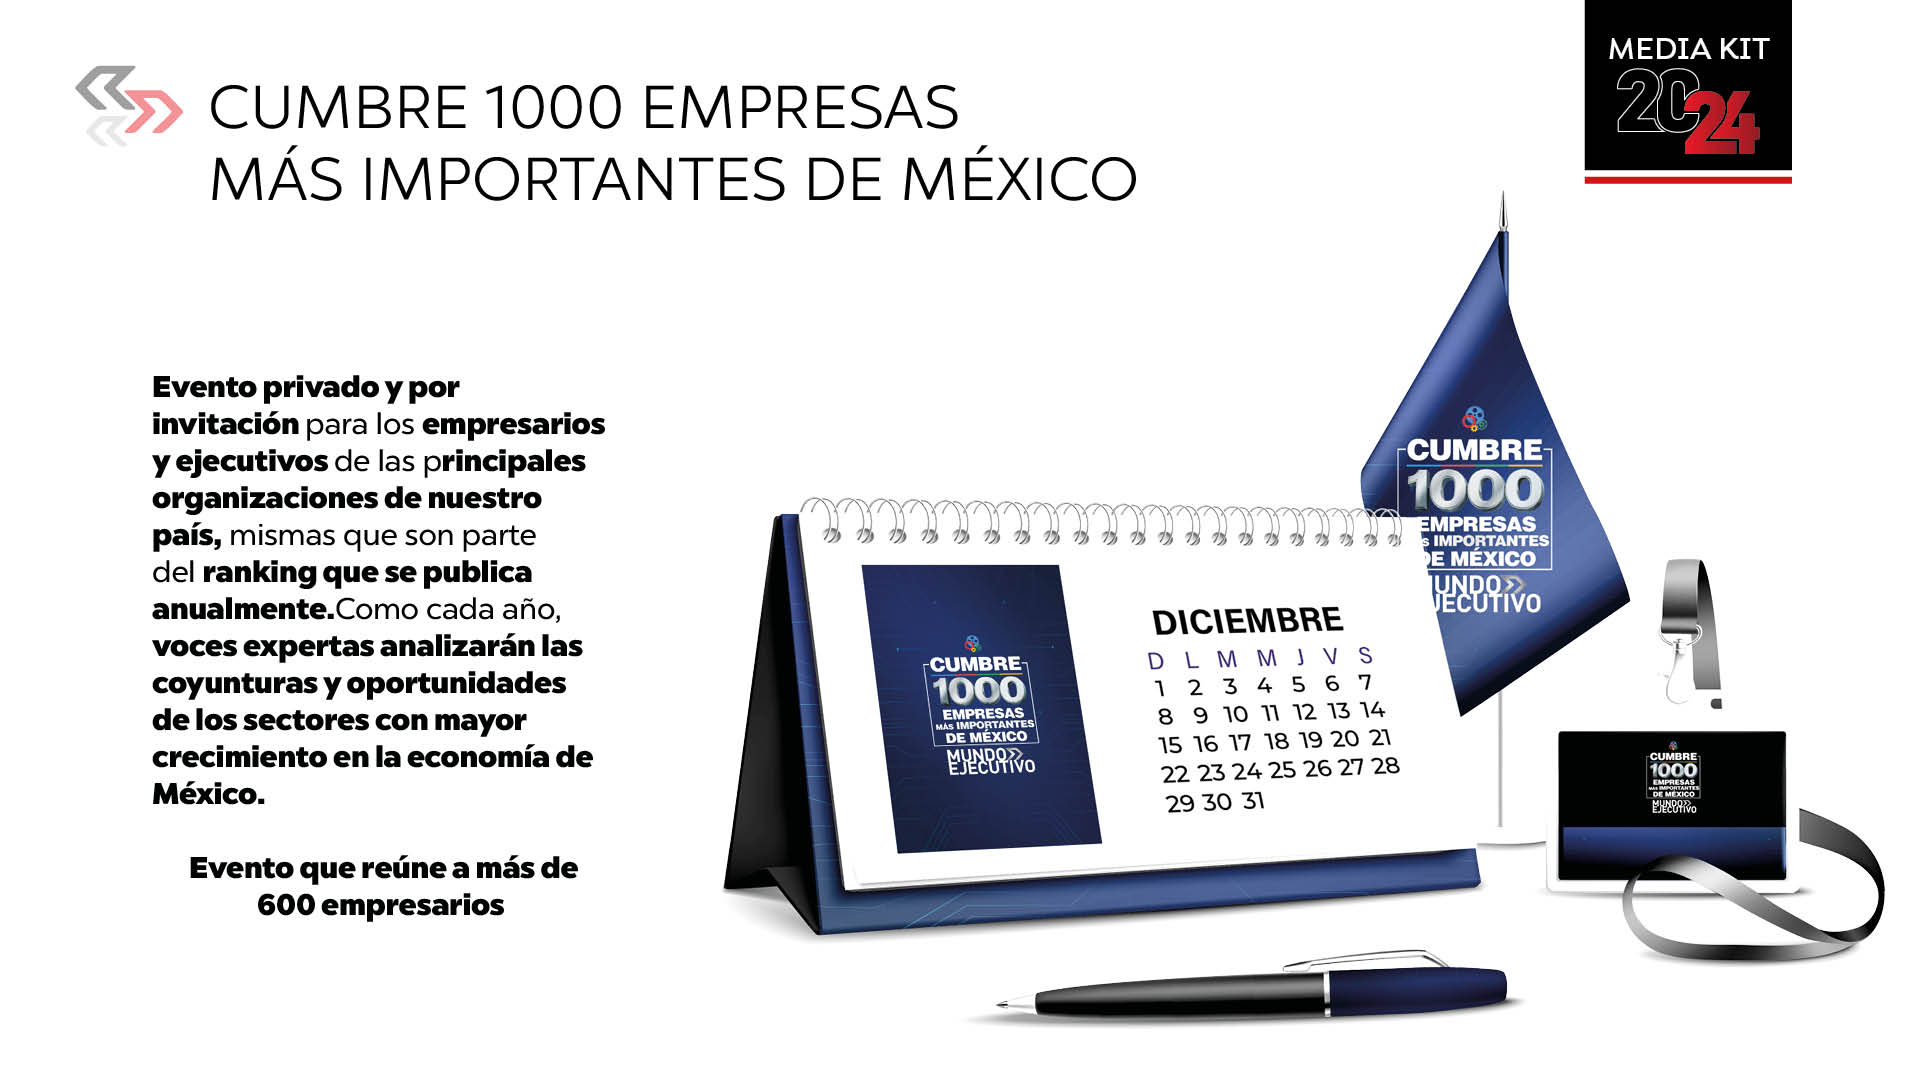 MEDIA KIT
2024
CUMBRE 1000 EMPRESAS
MÁS IMPORTANTES DE MÉXICO
Evento privado y por
invitación para los empresarios
y ejecutivos de las principales
organizaciones de nuestro
país, mismas que son parte
del ranking que se publica
anualmente.Como cada año,
voces expertas analizarán las
coyunturas y oportunidades
de los sectores con mayor
crecimiento en la economía de
México.
Evento que reúne a más de
600 empresarios
CUMBRE
1000
EMPRESAS
MÁS IMPORTANTES
DE MÉXICO
MUNDO
EJECUTIVO
DICIEMBRE
D L M M J V S
1 2 3 4 5 6 7
8 9 10 11 12 13 14
15 16 17 18 19 20 21
22 23 24 25 26 27 28
29 30 31
CUMBRE
1000
EMPRESAS
S IMPORTANTES
DE MÉXICO
UNDO
JECUTIVO
CUMBRE
1000
EMPRESAS
MÁS IMPORTANTES
DE MÉXICO
MUNDO
EJECUTIVO